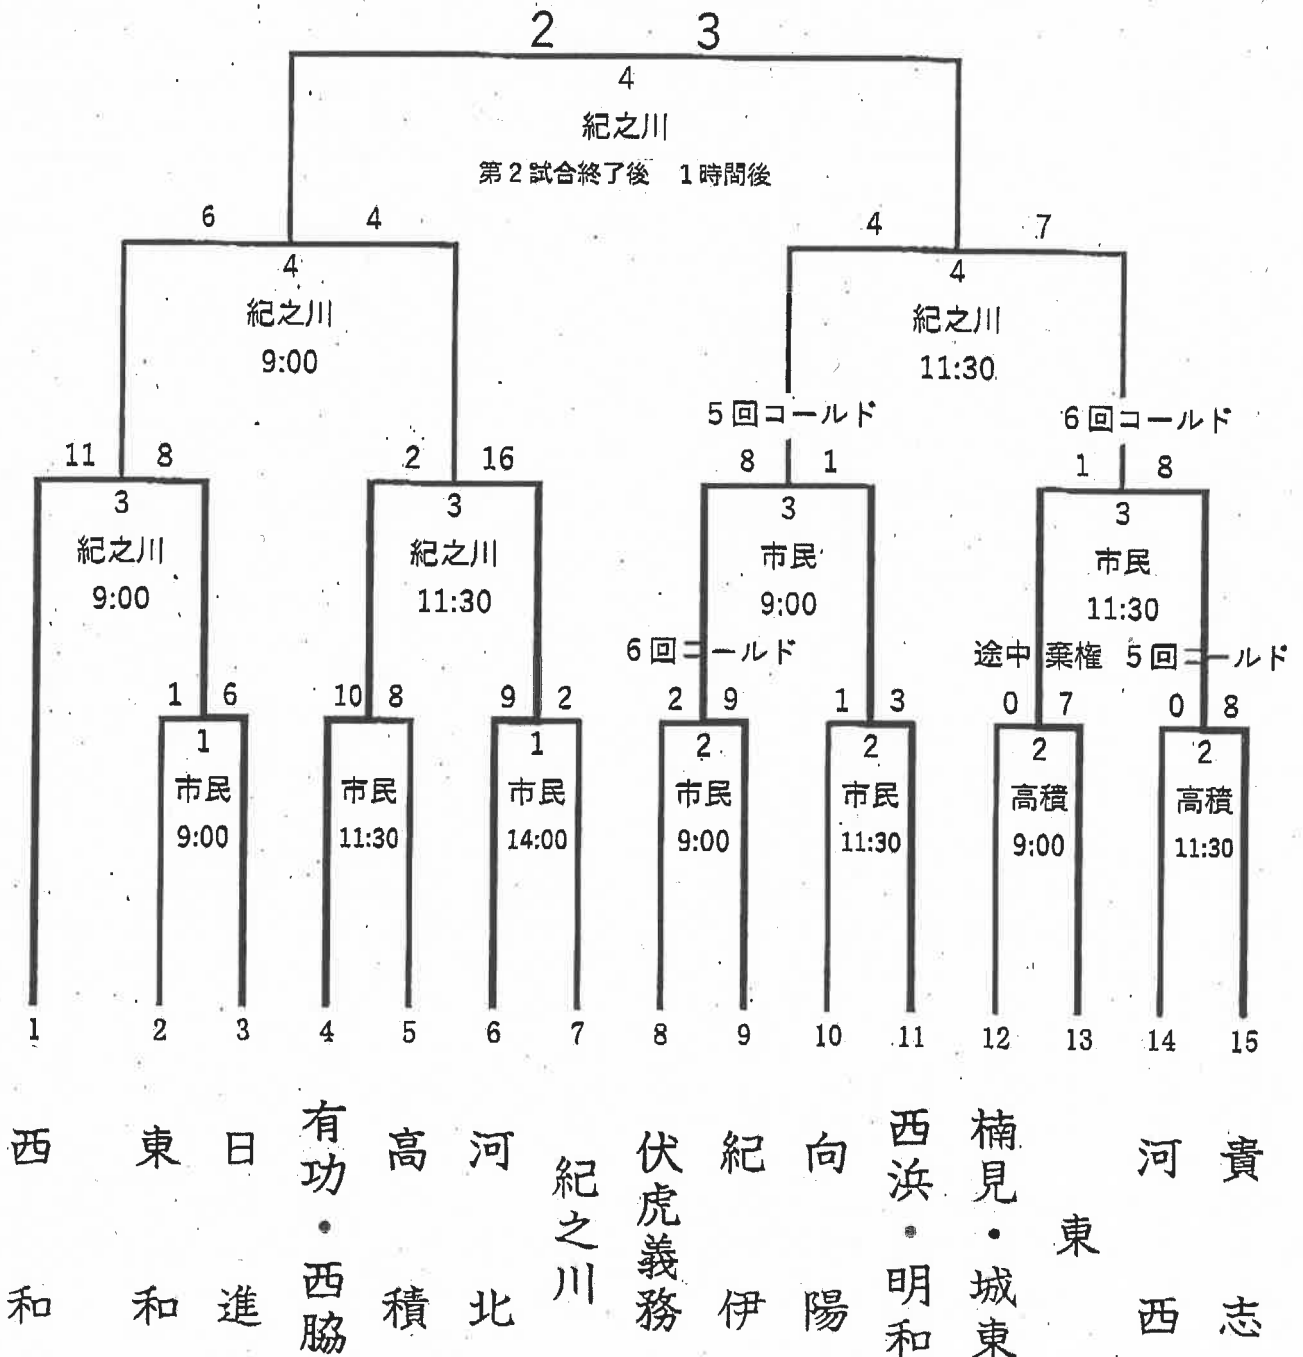 2 3
4
紀之川
第2試合終了後 1時間後
6 4
4 7
4
紀之川
9:00
4
紀之川
11:30
5回コールド
6回コールド
11 8
2 16
8 1
1 8
3
紀之川
9:00
3
紀之川
11:30
3
市民
9:00
3
市民
11:30
6回コールド
途中棄権
5回コールド
1 6
10 8
9 2
2 9
1 3
0 7
0 8
1
市民
9:00
市民
11:30
1
市民
14:00
2
市民
9:00
2
市民
11:30
2
高積
9:00
2
高積
11:30
1 2 3 4 5 6 7 8 9 10 11 12 13 14 15
西和
東和
日進
有功・西脇
高積
河北
紀之川
伏虎義務
紀伊
向陽
西浜・明和
楠見・城東
東
河西
貴志